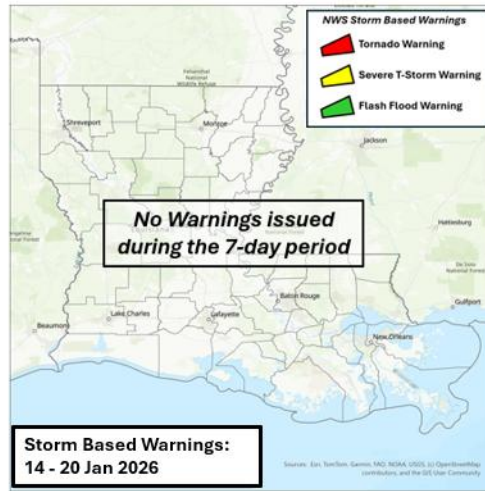 NWS Storm Based Warnings
Tornado Warning
Severe T-Storm Warning
Flash Flood Warning
Shreveport
Monroe
Jackson
No Warnings issued
during the 7-day period
Hattiesburg
Baton Rouge
Gulfport
Beaumont
Lake Charles
Lafayette
New Orleans
Storm Based Warnings:
14 - 20 Jan 2026
Sources: Esri, TomTom, Garmin, FAO, NOAA, USGS, (c) OpenStreetMap
contributors, and the GIS User Community